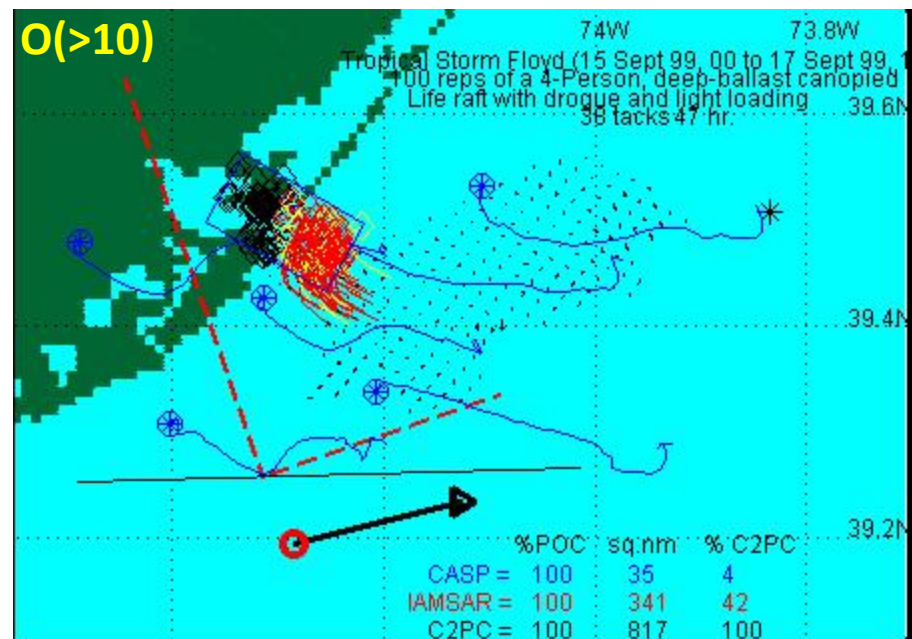 O(>10)
74W 73.8W
Tropical Storm Floyd (15 Sept 99, 00 to 17 Sept 99, 1
100 reps of a 4-Person, deep-ballast canopied
Life raft with drogue and light loading
39.6N
38 tacks 47 hr.
39.4N
39.2N
%POC sq:nm % C2PC
CASP = 100 35 4
IAMSAR = 100 341 42
C2PC = 100 817 100